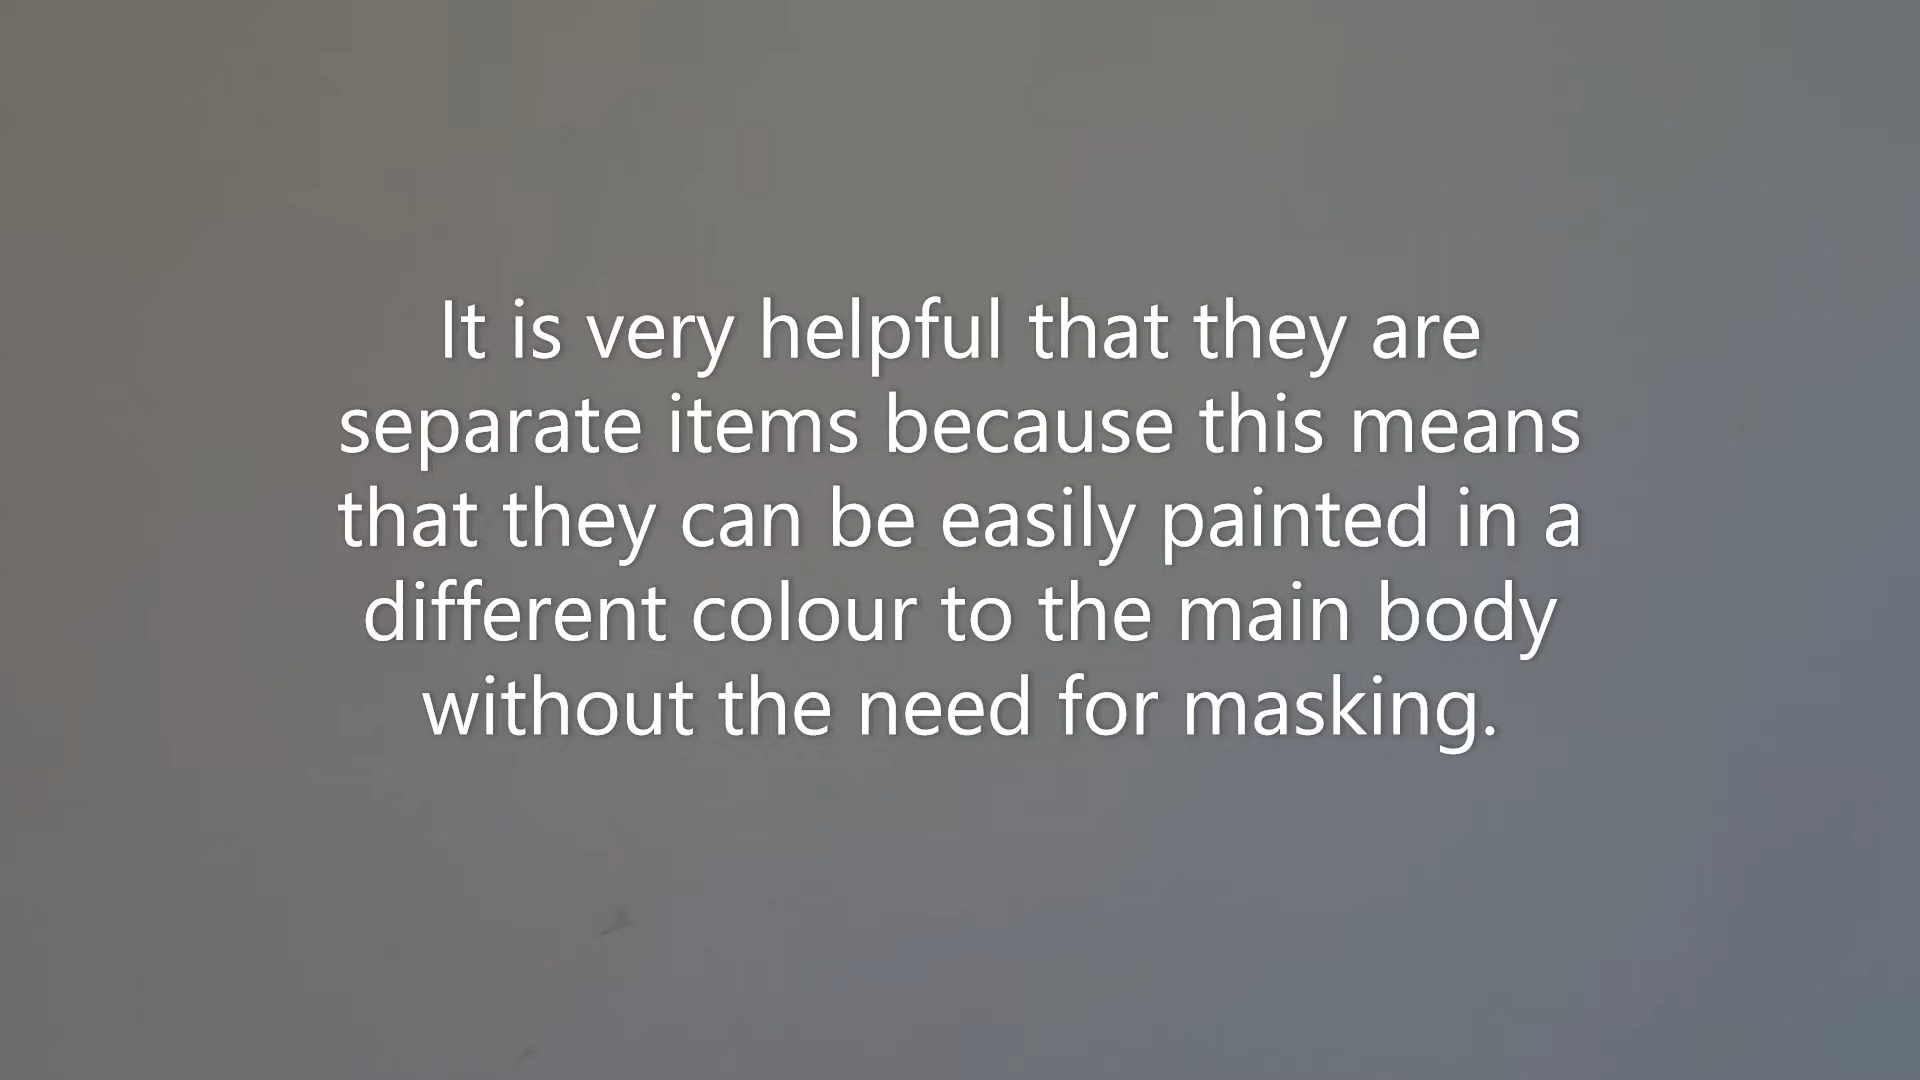 It is very helpful that they are
separate items because this means
that they can be easily painted in a
different colour to the main body
without the need for masking.